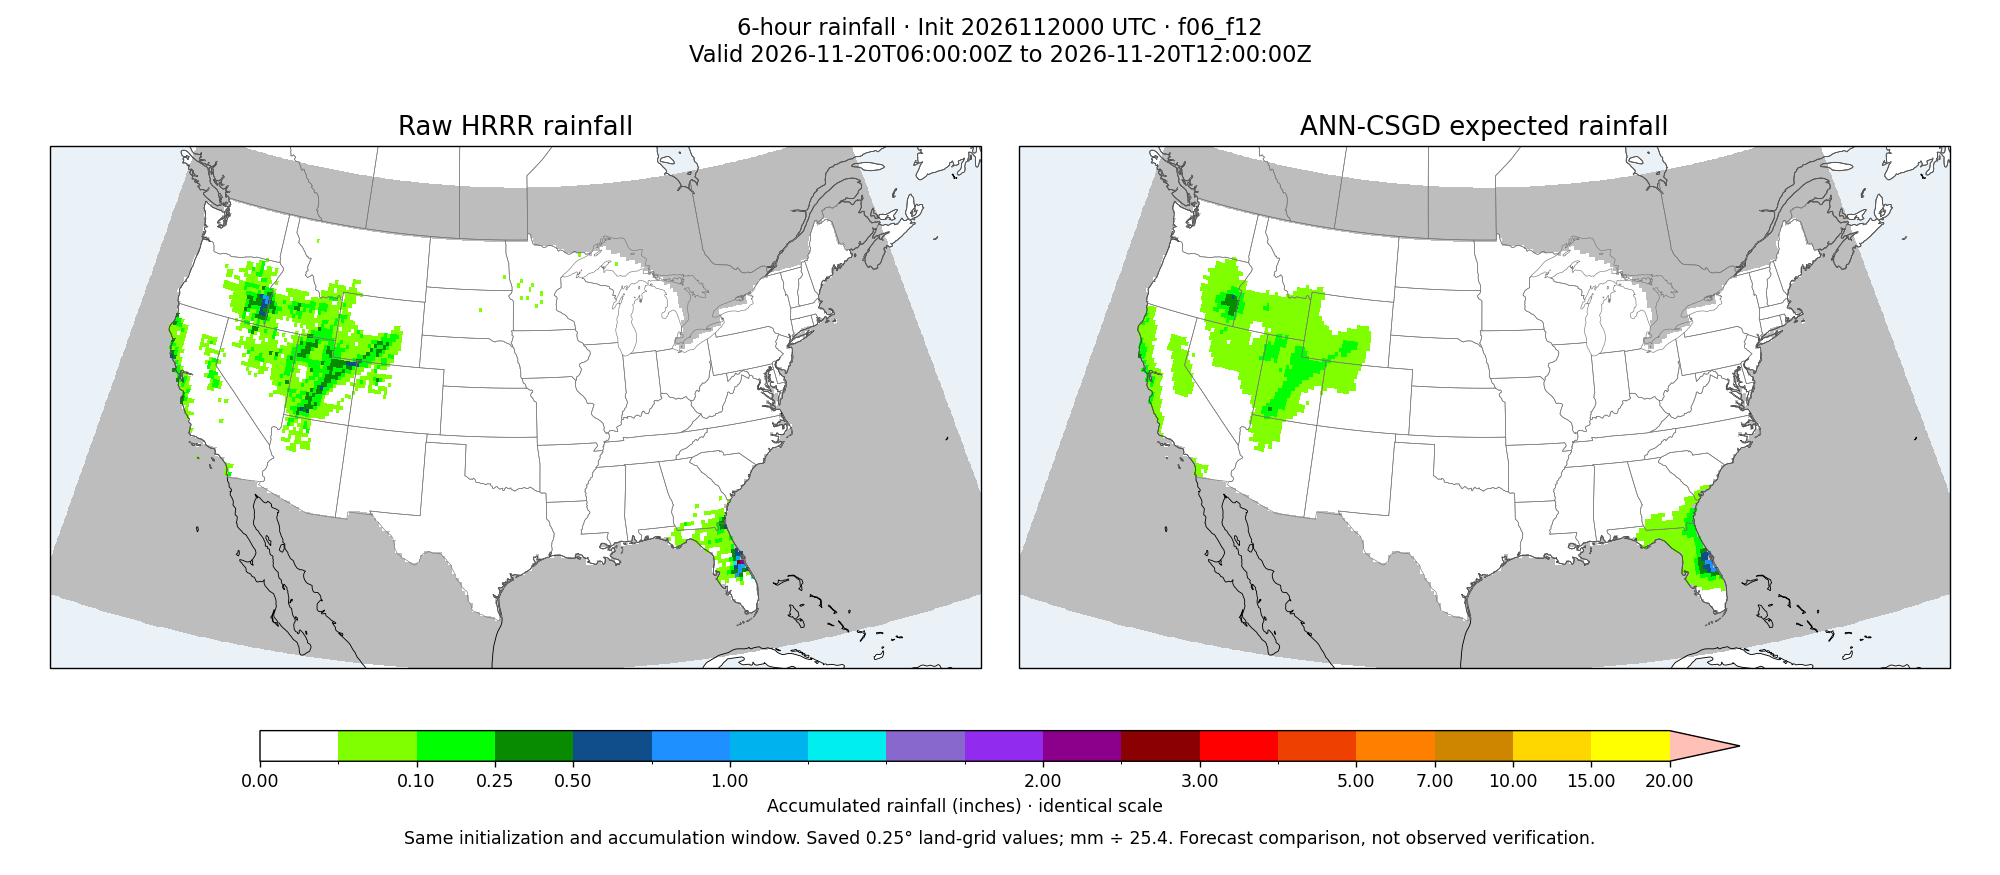 6-hour rainfall · Init 2026112000 UTC · f06_f12
Valid 2026-11-20T06:00:00Z to 2026-11-20T12:00:00Z
Raw HRRR rainfall
ANN-CSGD expected rainfall
0.00 0.10 0.25 0.50 1.00 2.00 3.00 5.00 7.00 10.00 15.00 20.00
Accumulated rainfall (inches) · identical scale
Same initialization and accumulation window. Saved 0.25° land-grid values; mm ÷ 25.4. Forecast comparison, not observed verification.